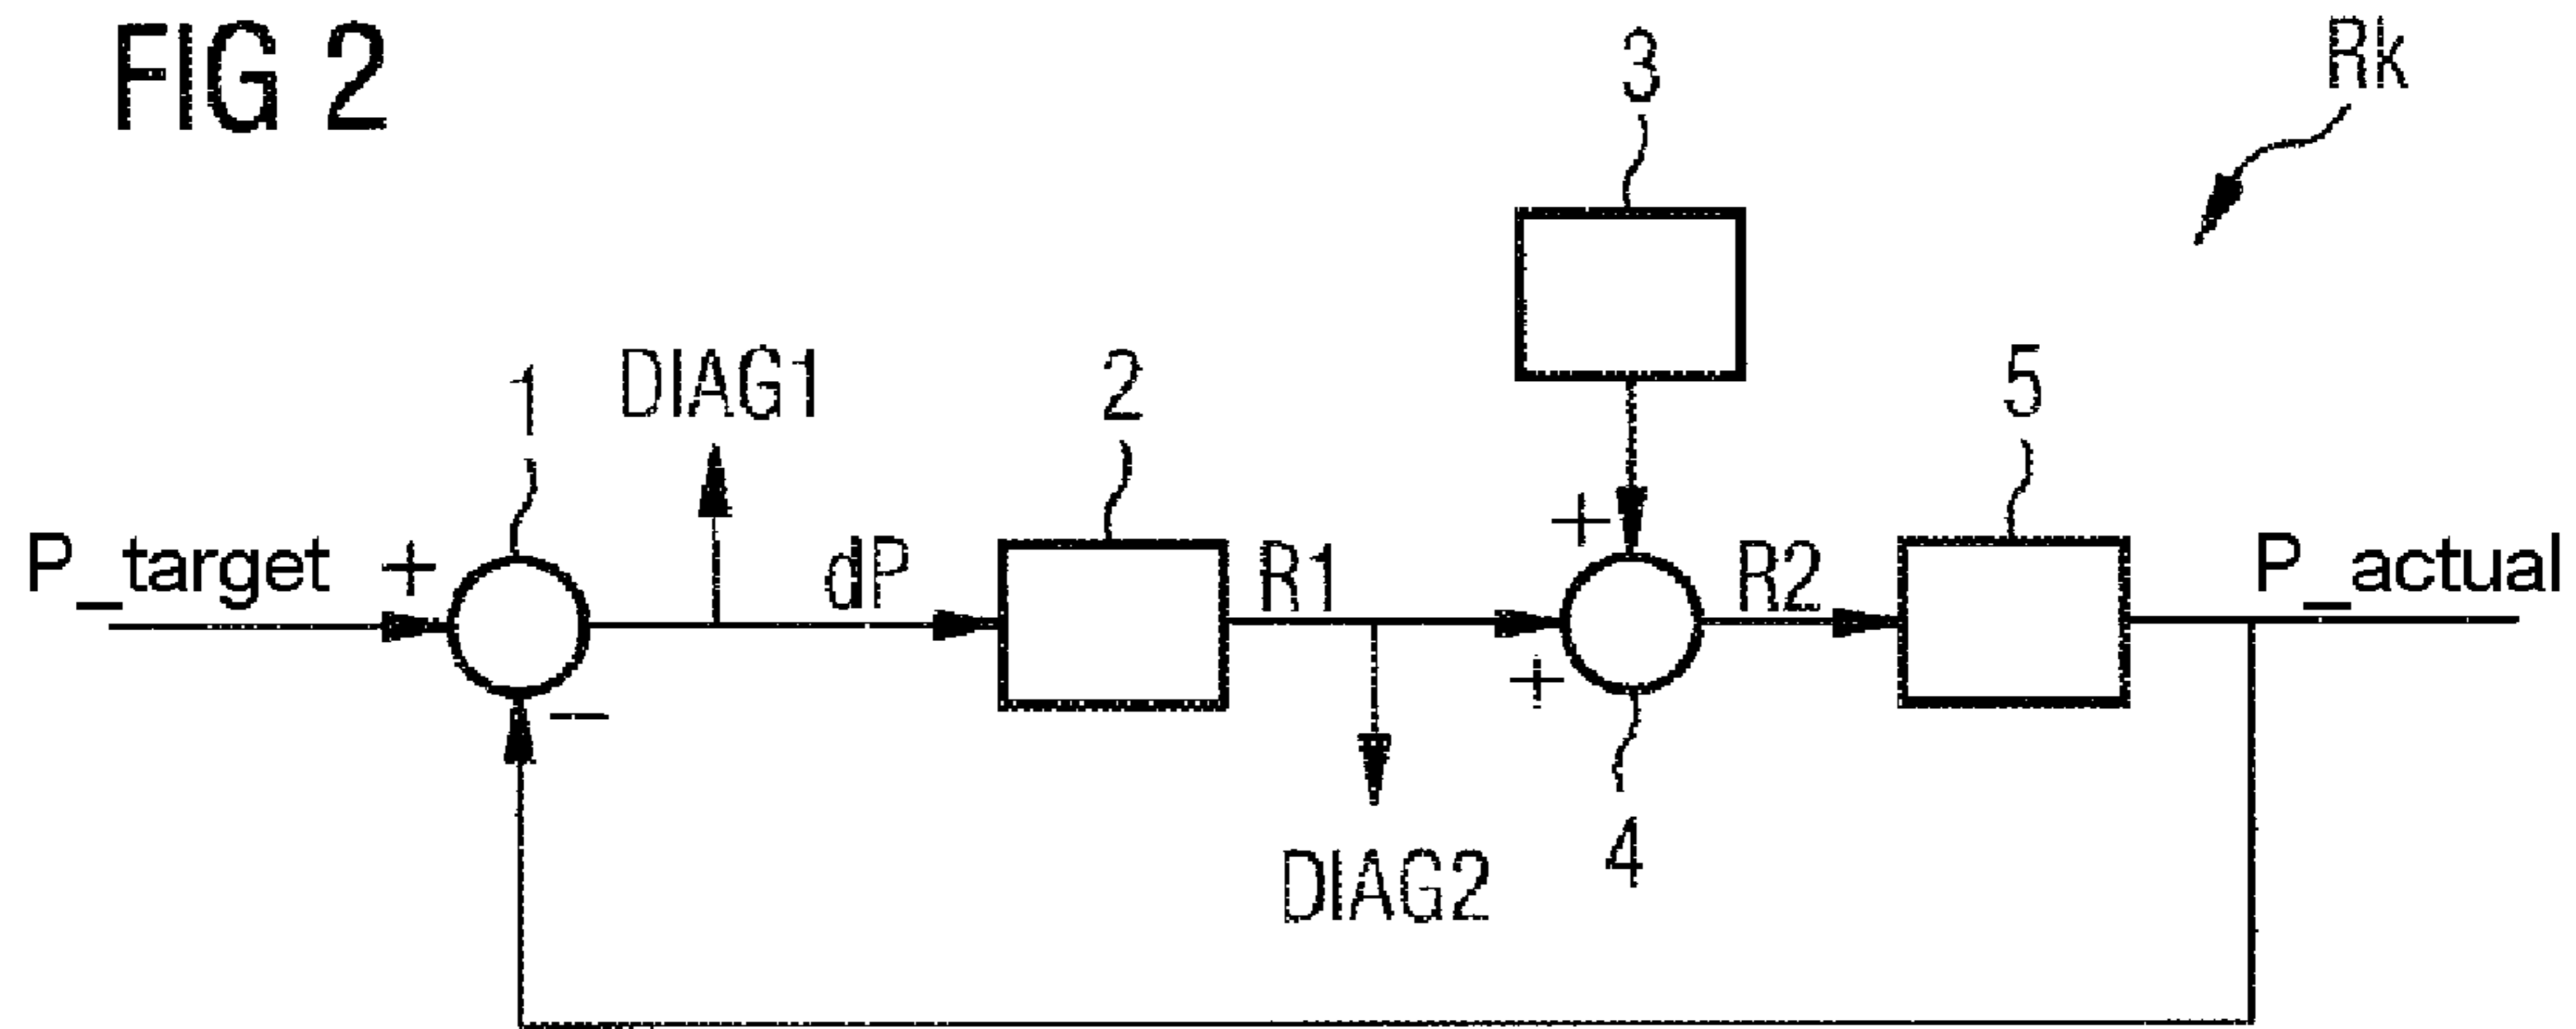 FIG 2
3
Rk
1
DIAG1
2
5
P_target
+
dP
R1
+
R2
P_actual
+
−
4
DIAG2